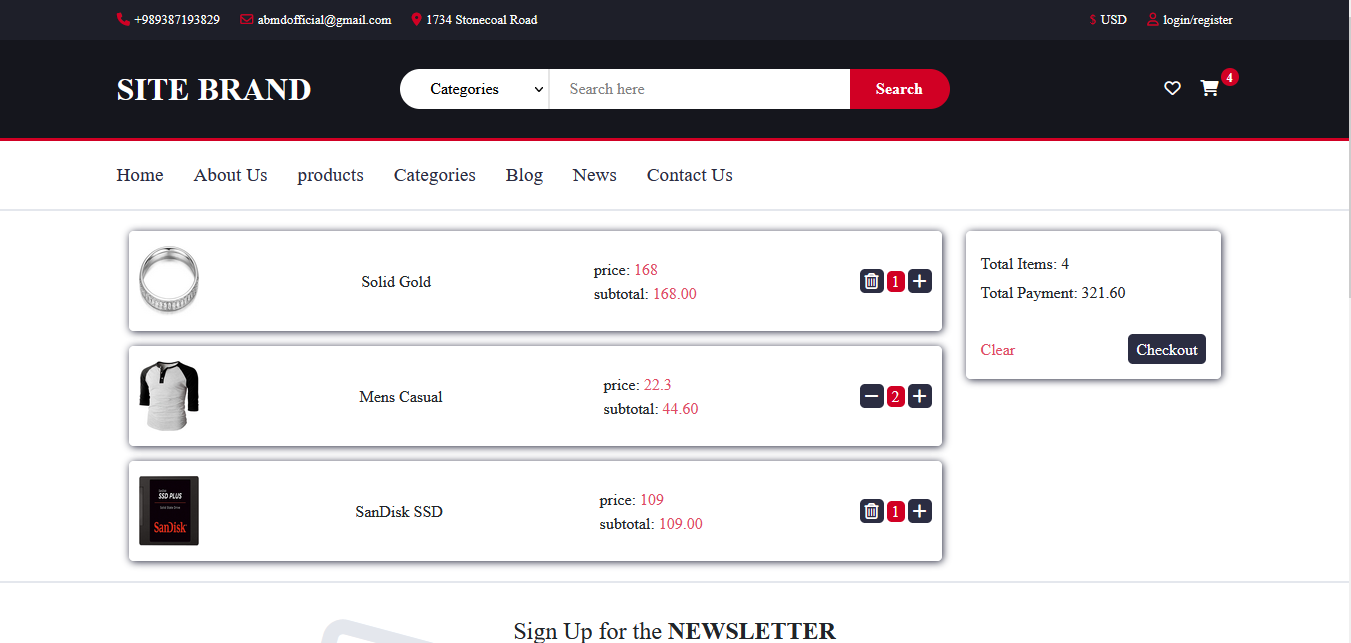 +989387193829 abmdofficial@gmail.com 1734 Stonecoal Road $ USD login/register
SITE BRAND Categories Search here Search 4
Home About Us products Categories Blog News Contact Us
Solid Gold
price: 168
subtotal: 168.00
1
Mens Casual
price: 22.3
subtotal: 44.60
2
SSD PLUS
SanDisk
SanDisk SSD
price: 109
subtotal: 109.00
1
Total Items: 4
Total Payment: 321.60
Clear Checkout
Sign Up for the NEWSLETTER